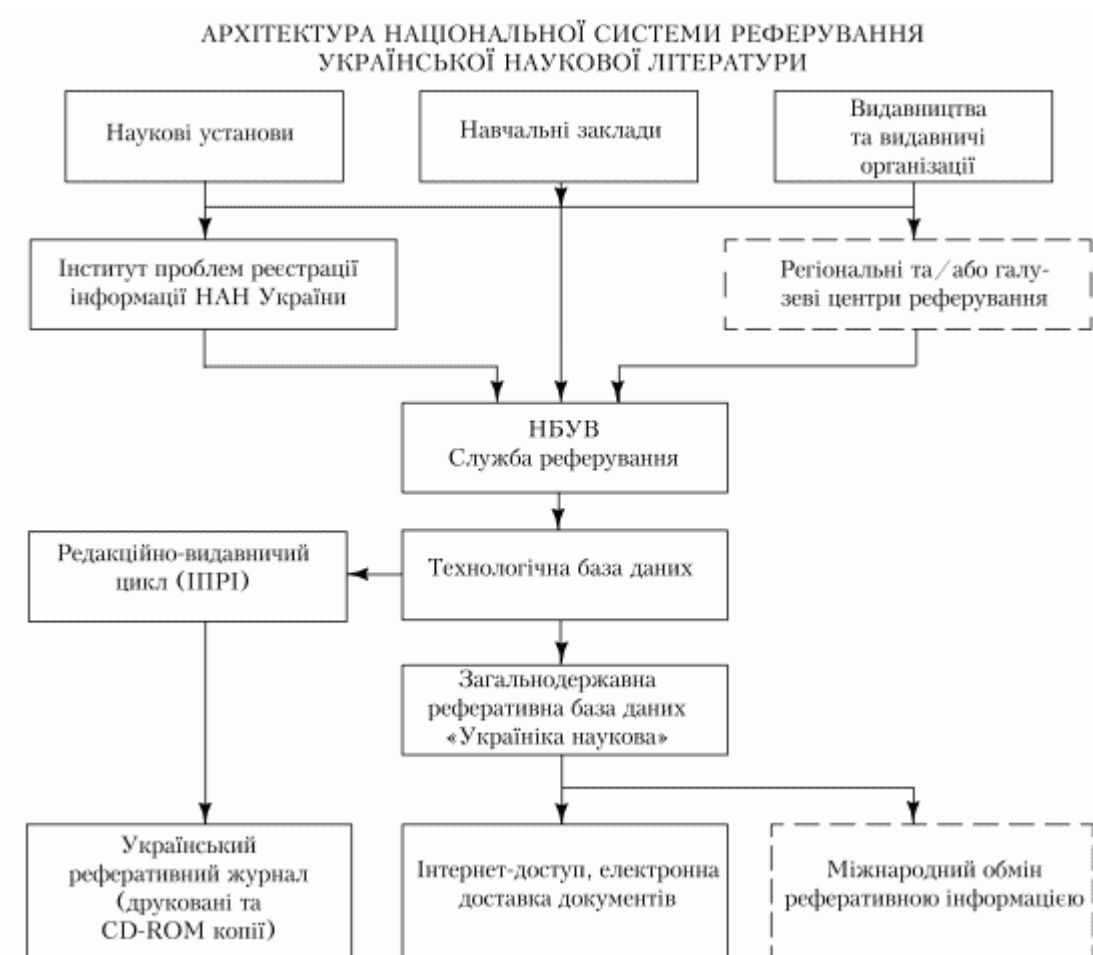 АРХІТЕКТУРА НАЦІОНАЛЬНОЇ СИСТЕМИ РЕФЕРУВАННЯ
УКРАЇНСЬКОЇ НАУКОВОЇ ЛІТЕРАТУРИ
Наукові установи
Навчальні заклади
Видавництва
та видавничі
організації
Інститут проблем реєстрації
інформації НАН України
Регіональні та/або галу-
зеві центри реферування
НБУВ
Служба реферування
Редакційно-видавничий
цикл (ІПРІ)
Технологічна база даних
Загальнодержавна
реферативна база даних
«Україніка наукова»
Український
реферативний журнал
(друковані та
CD-ROM копії)
Інтернет-доступ, електронна
доставка документів
Міжнародний обмін
реферативною інформацією